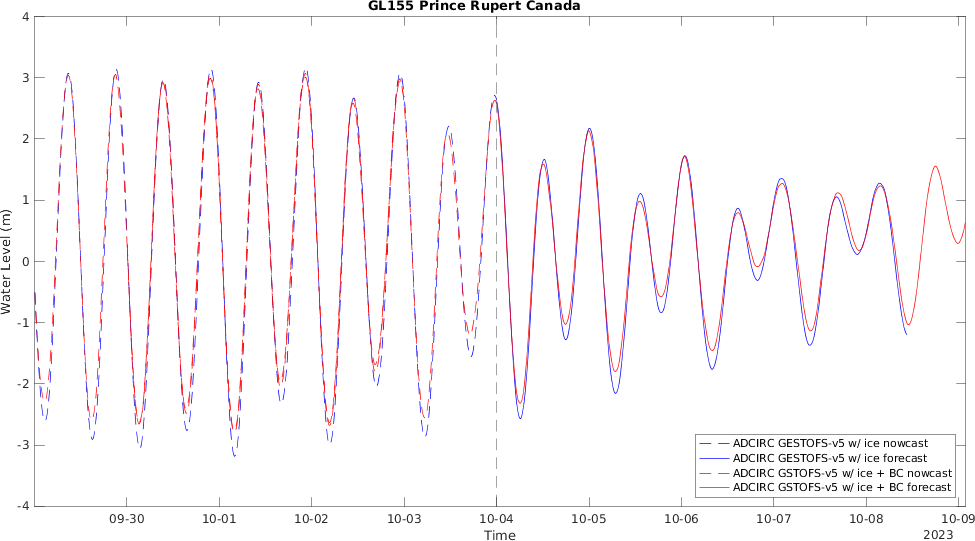 GL155 Prince Rupert Canada
4
3
2
1
0
-1
-2
-3
-4
Water Level (m)
ADCIRC GESTOFS-v5 w/ ice nowcast
ADCIRC GESTOFS-v5 w/ ice forecast
ADCIRC GSTOFS-v5 w/ ice + BC nowcast
ADCIRC GSTOFS-v5 w/ ice + BC forecast
09-30 10-01 10-02 10-03 10-04 10-05 10-06 10-07 10-08 10-09
Time
2023